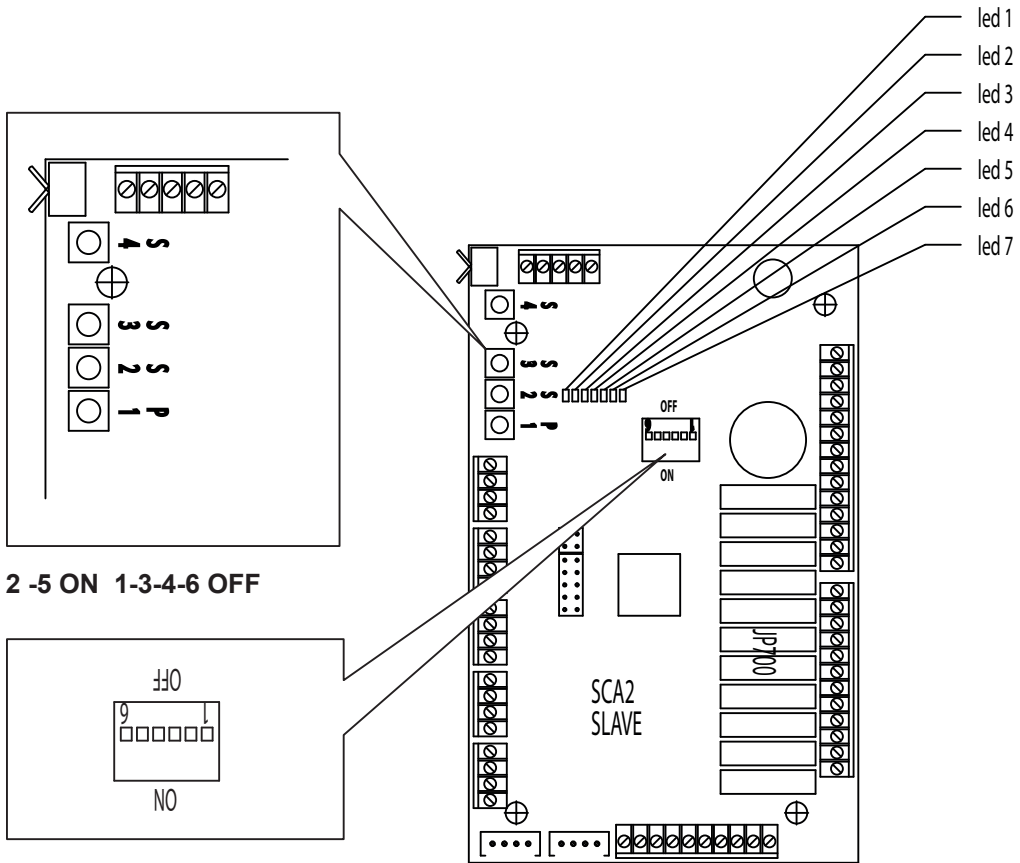 led 1
led 2
led 3
led 4
led 5
led 6
led 7
S 4
S 3
S 2
P 1
S 4
S 3
S 2
P 1
OFF
6 1
ON
2 -5 ON 1-3-4-6 OFF
OFF
6 1
ON
JP700
SCA2
SLAVE